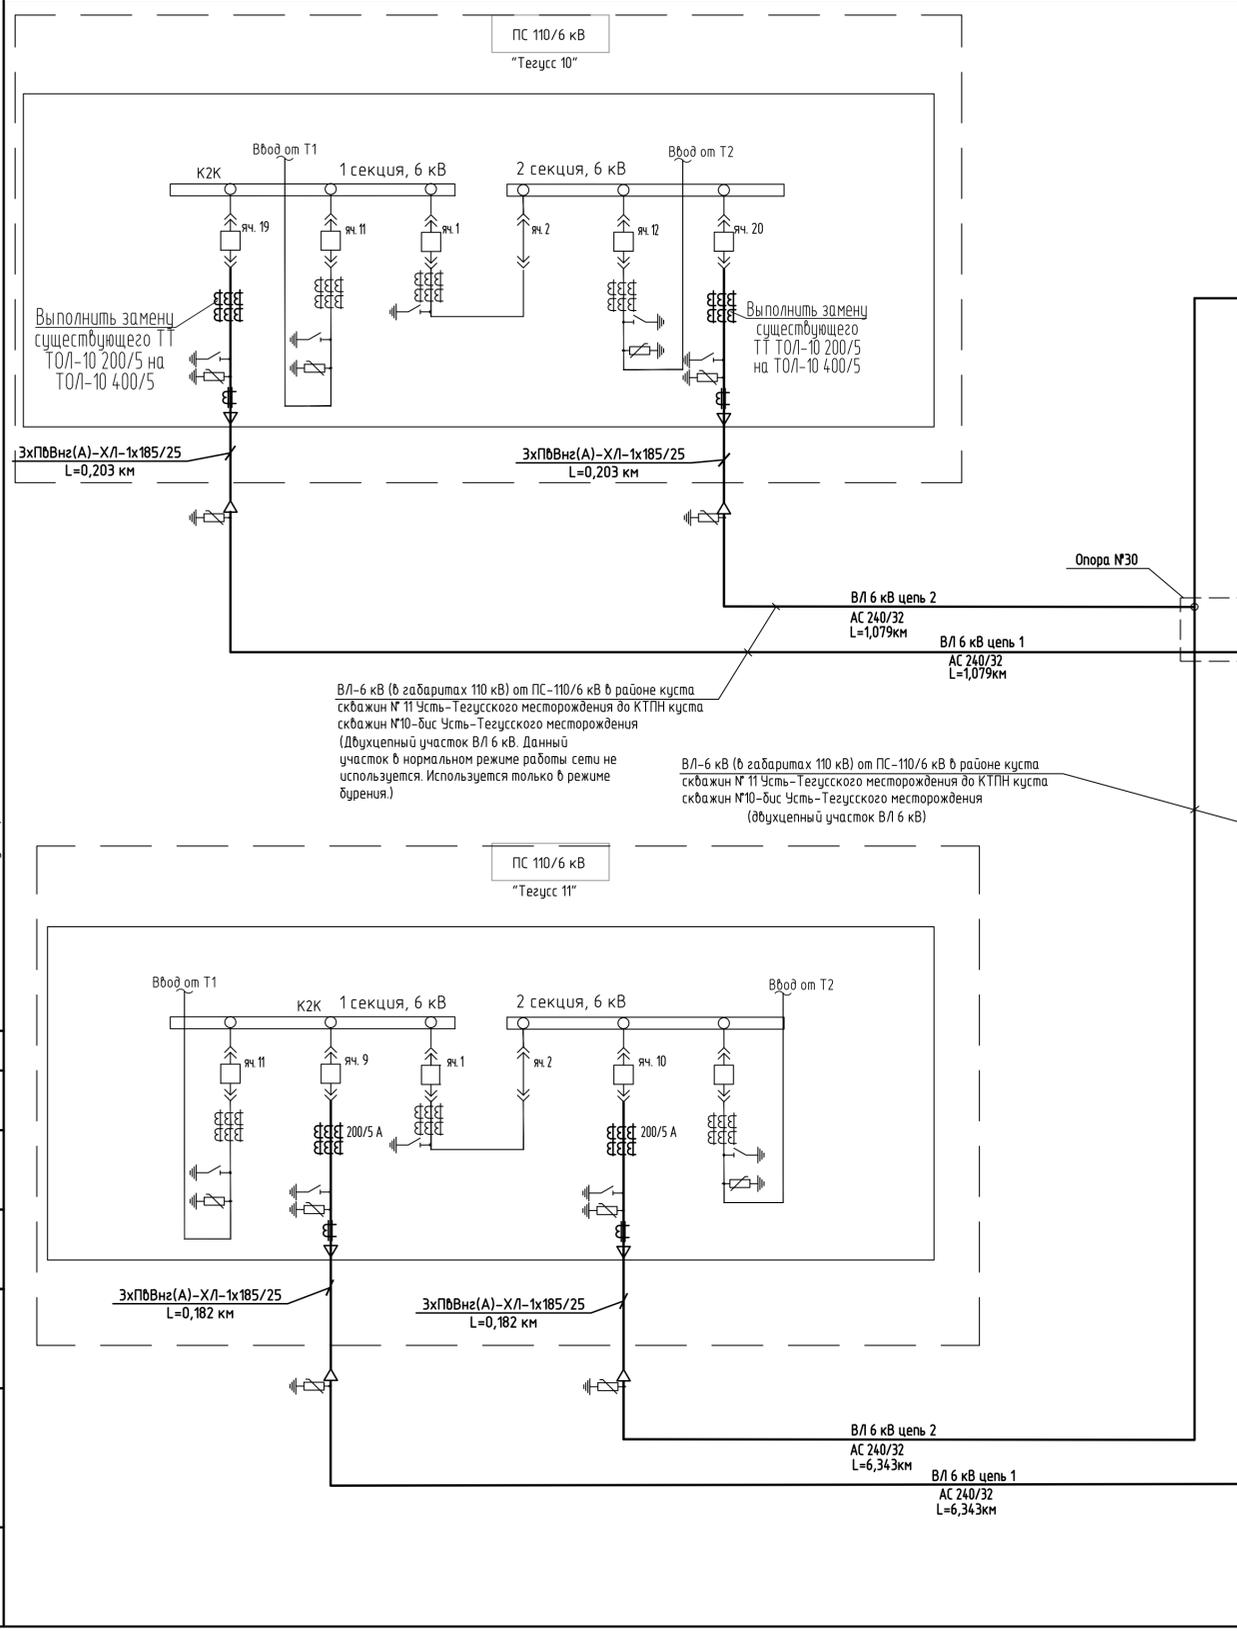 ПС 110/6 кВ
"Тегусс 10"
Ввод от Т1
К2К
1 секция, 6 кВ
2 секция, 6 кВ
Ввод от Т2
яч. 19
яч. 11
яч. 1
яч. 2
яч. 12
яч. 20
Выполнить замену
существующего ТТ
ТОЛ-10 200/5 на
ТОЛ-10 400/5
Выполнить замену
существующего
ТТ ТОЛ-10 200/5
на ТОЛ-10 400/5
3хПвВнг(А)-ХЛ-1х185/25
L=0,203 км
3хПвВнг(А)-ХЛ-1х185/25
L=0,203 км
Опора №30
ВЛ 6 кВ цепь 2
АС 240/32
L=1,079км
ВЛ 6 кВ цепь 1
АС 240/32
L=1,079км
ВЛ-6 кВ (в габаритах 110 кВ) от ПС-110/6 кВ в районе куста
скважин № 11 Усть-Тегусского месторождения до КТПН куста
скважин №10-бис Усть-Тегусского месторождения
(Двухцепный участок ВЛ 6 кВ. Данный
участок в нормальном режиме работы сети не
используется. Используется только в режиме
бурения.)
ВЛ-6 кВ (в габаритах 110 кВ) от ПС-110/6 кВ в районе куста
скважин № 11 Усть-Тегусского месторождения до КТПН куста
скважин №10-бис Усть-Тегусского месторождения
(двухцепный участок ВЛ 6 кВ)
ПС 110/6 кВ
"Тегусс 11"
Ввод от Т1
К2К
1 секция, 6 кВ
2 секция, 6 кВ
Ввод от Т2
яч. 11
яч. 9
яч. 1
яч. 2
яч. 10
200/5 А
200/5 А
3хПвВнг(А)-ХЛ-1х185/25
L=0,182 км
3хПвВнг(А)-ХЛ-1х185/25
L=0,182 км
ВЛ 6 кВ цепь 2
АС 240/32
L=6,343км
ВЛ 6 кВ цепь 1
АС 240/32
L=6,343км